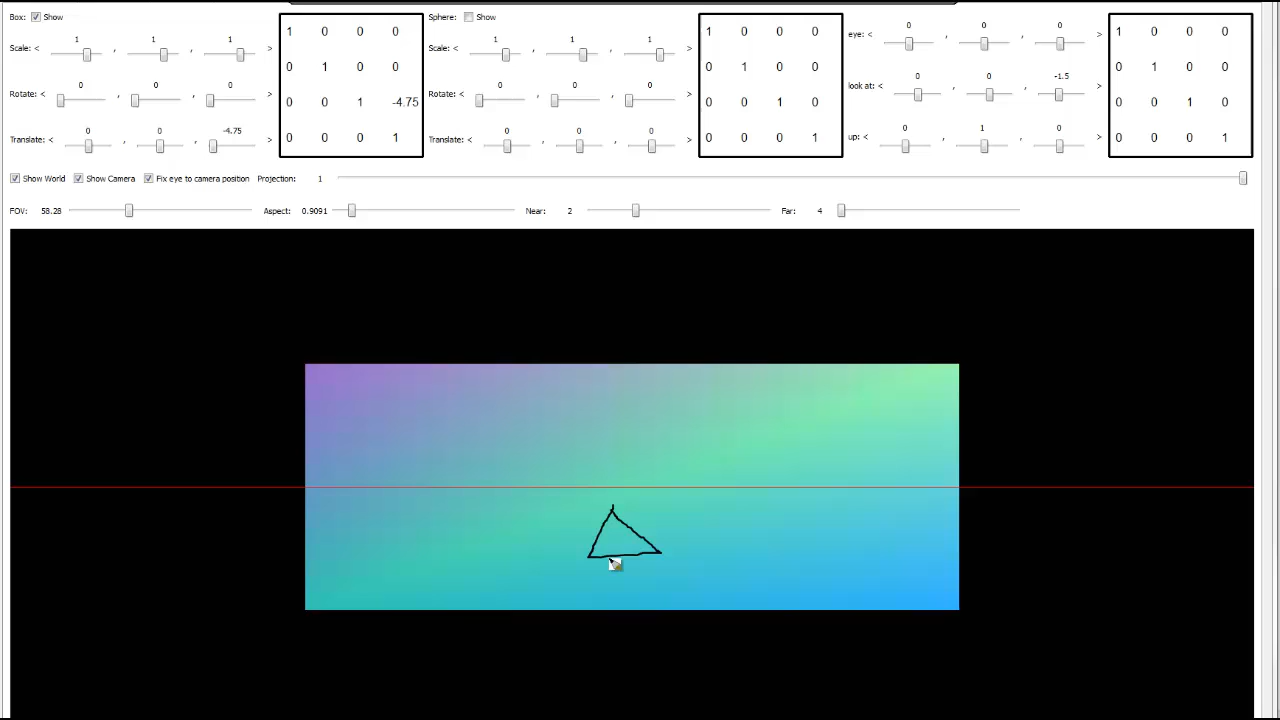 Box: Show
Scale: < 1 , 1 , 1 >
Rotate: < 0 , 0 , 0 >
Translate: < 0 , 0 , -4.75 >
1 0 0 0
0 1 0 0
0 0 1 -4.75
0 0 0 1
Sphere: Show
Scale: < 1 , 1 , 1 >
Rotate: < 0 , 0 , 0 >
Translate: < 0 , 0 , 0 >
1 0 0 0
0 1 0 0
0 0 1 0
0 0 0 1
eye: < 0 , 0 , 0 >
look at: < 0 , 0 , -1.5 >
up: < 0 , 1 , 0 >
1 0 0 0
0 1 0 0
0 0 1 0
0 0 0 1
Show World Show Camera Fix eye to camera position Projection: 1
FOV: 58.28 Aspect: 0.9091 Near: 2 Far: 4